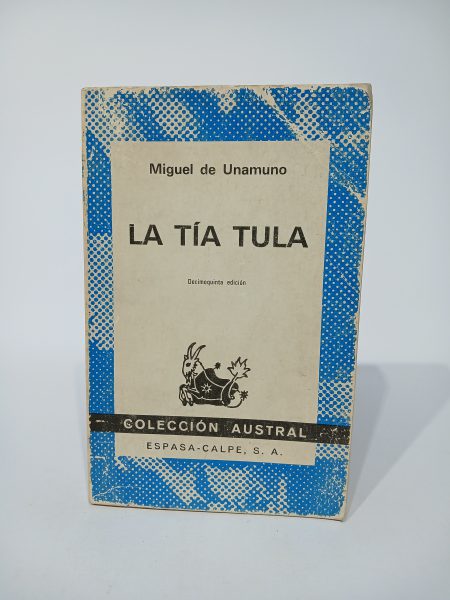 Miguel de Unamuno
LA TÍA TULA
Decimoquinta edición
COLECCIÓN AUSTRAL
ESPASA-CALPE, S. A.